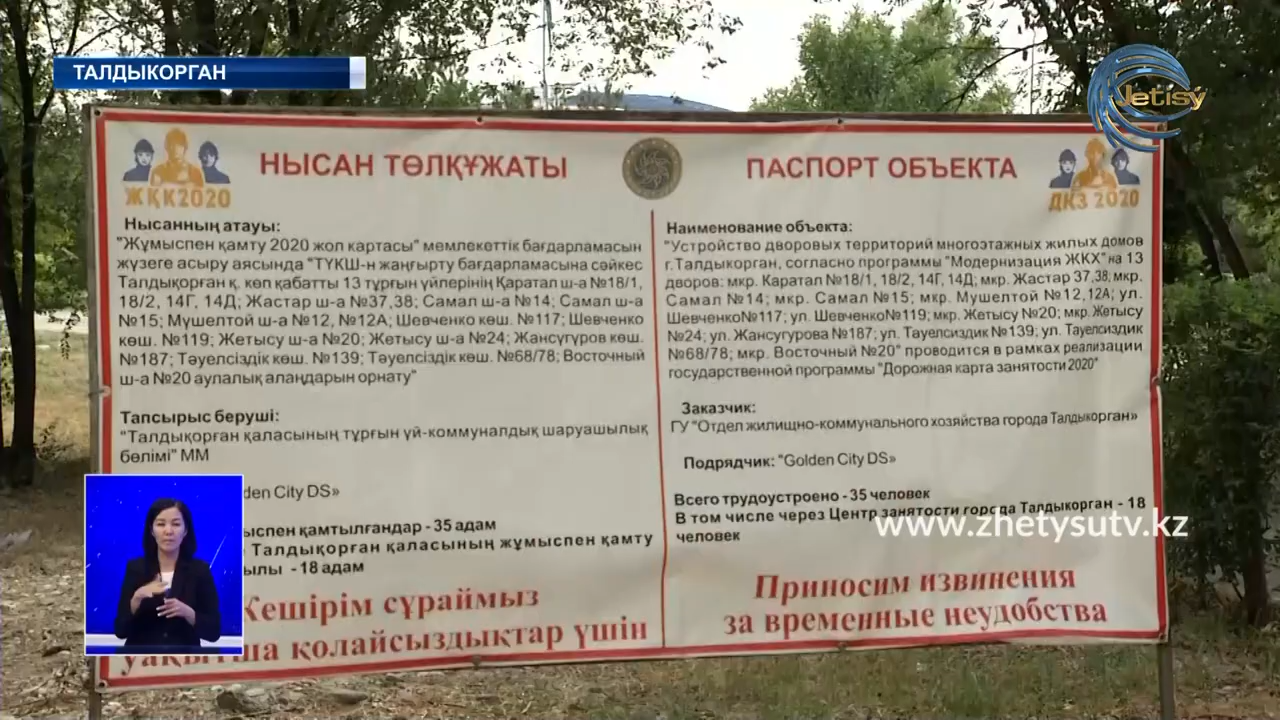 ТАЛДЫКОРГАН
Jetisý
ЖҚК2020
НЫСАН ТӨЛҚҰЖАТЫ
Нысанның атауы:
"Жұмыспен қамту 2020 жол картасы" мемлекеттік бағдарламасын
жүзеге асыру аясында "ТҮКШ-н жаңғырту бағдарламасына сәйкес
Талдықорған қ. көп қабатты 13 тұрғын үйлерінің Қаратал ш-а №18/1,
18/2, 14Г, 14Д; Жастар ш-а №37,38; Самал ш-а №14; Самал ш-а
№15; Мүшелтой ш-а №12, №12А; Шевченко көш. №117; Шевченко
көш. №119; Жетысу ш-а №20; Жетысу ш-а №24; Жансүгүров көш.
№187; Тәуелсіздік көш. №139; Тәуелсіздік көш. №68/78; Восточный
ш-а №20 аулалық алаңдарын орнату"
Тапсырыс беруші:
"Талдықорған қаласының тұрғын үй-коммуналдық шаруашылық
бөлімі" ММ
den City DS»
ыспен қамтылғандар - 35 адам
Талдықорған қаласының жұмыспен қамту
ылы - 18 адам
Кешірім сұраймыз
уақытша қолайсыздықтар үшін
ПАСПОРТ ОБЪЕКТА
ДКЗ 2020
Наименование объекта:
"Устройство дворовых территорий многоэтажных жилых домов
г.Талдыкорган, согласно программы "Модернизация ЖКХ" на 13
дворов: мкр. Каратал №18/1, 18/2, 14Г, 14Д; мкр. Жастар 37,38; мкр.
Самал №14; мкр. Самал №15; мкр. Мушелтой №12,12А; ул.
Шевченко№117; ул. Шевченко№119; мкр. Жетысу №20; мкр. Жетысу
№24; ул. Жансугурова №187; ул. Тауелсиздик №139; ул. Тауелсиздик
№68/78; мкр. Восточный №20" проводится в рамках реализации
государственной программы "Дорожная карта занятости 2020"
Заказчик:
ГУ "Отдел жилищно-коммунального хозяйства города Талдыкорган»
Подрядчик: "Golden City DS»
Всего трудоустроено - 35 человек
В том числе через Центр занятости города Талдыкорган - 18
человек
www.zhetysutv.kz
Приносим извинения
за временные неудобства